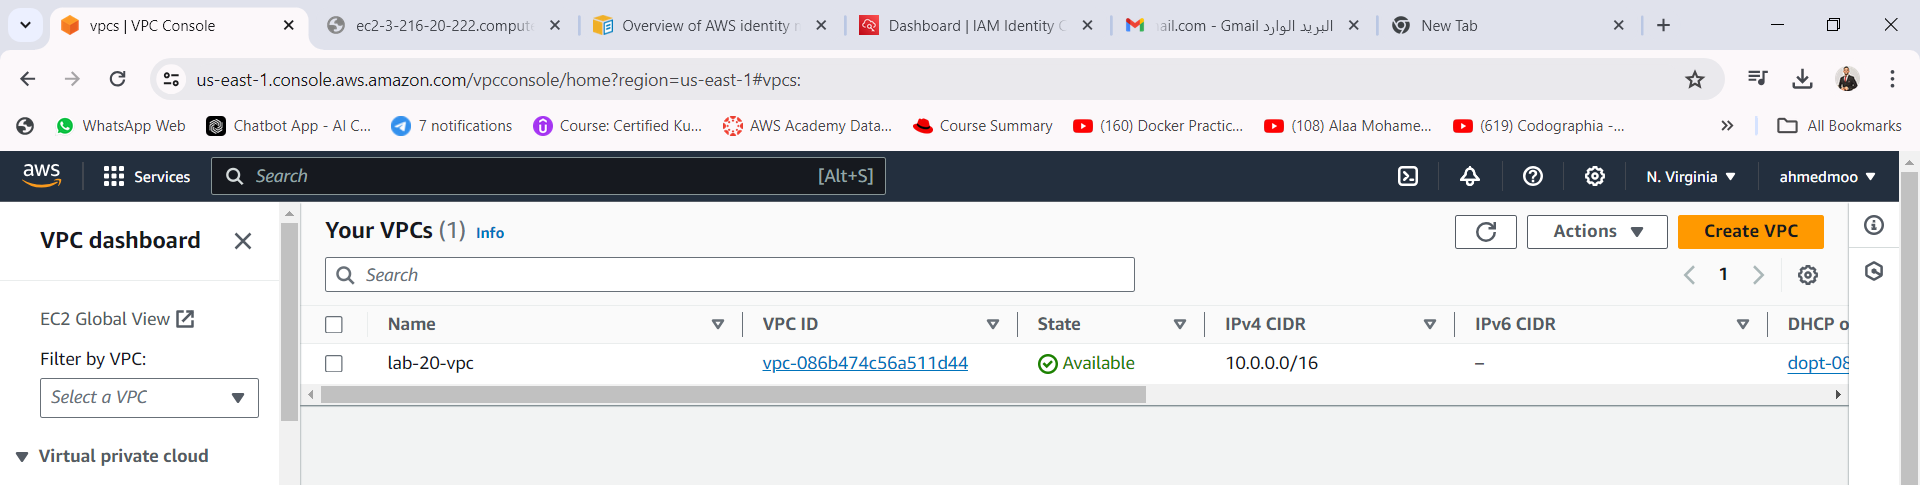 vpcs | VPC Console
ec2-3-216-20-222.compute
Overview of AWS identity m
Dashboard | IAM Identity C
البريد الوارد - ail.com - Gmail
New Tab
us-east-1.console.aws.amazon.com/vpcconsole/home?region=us-east-1#vpcs:
WhatsApp Web
Chatbot App - AI C...
7 notifications
Course: Certified Ku...
AWS Academy Data...
Course Summary
(160) Docker Practic...
(108) Alaa Mohame...
(619) Codographia -...
All Bookmarks
aws
Services
Search
[Alt+S]
N. Virginia
ahmedmoo
VPC dashboard
EC2 Global View
Filter by VPC:
Select a VPC
Virtual private cloud
Your VPCs (1) Info
Actions
Create VPC
Search
1
Name VPC ID State IPv4 CIDR IPv6 CIDR DHCP o
lab-20-vpc vpc-086b474c56a511d44 Available 10.0.0.0/16 – dopt-08